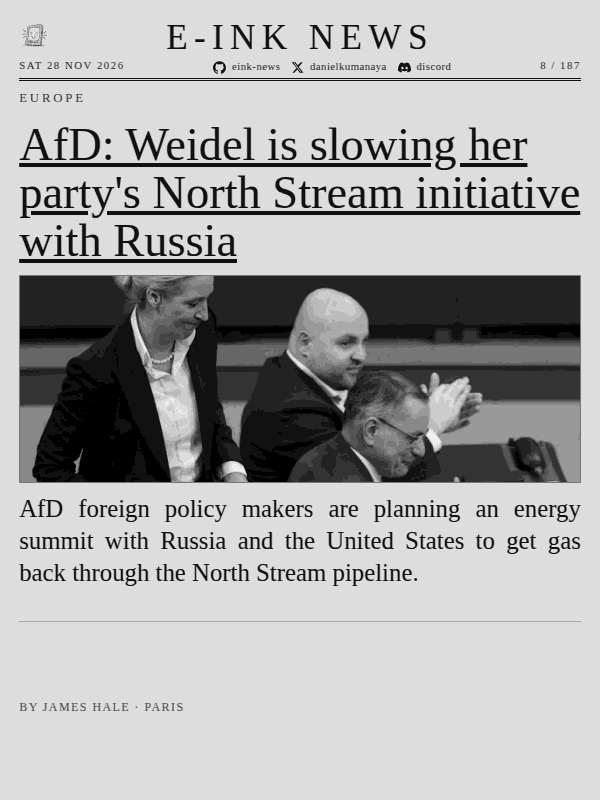 E-INK NEWS
SAT 28 NOV 2026
eink-news danielkumanaya discord
8 / 187
EUROPE
AfD: Weidel is slowing her
party's North Stream initiative
with Russia
AfD foreign policy makers are planning an energy
summit with Russia and the United States to get gas
back through the North Stream pipeline.
BY JAMES HALE · PARIS